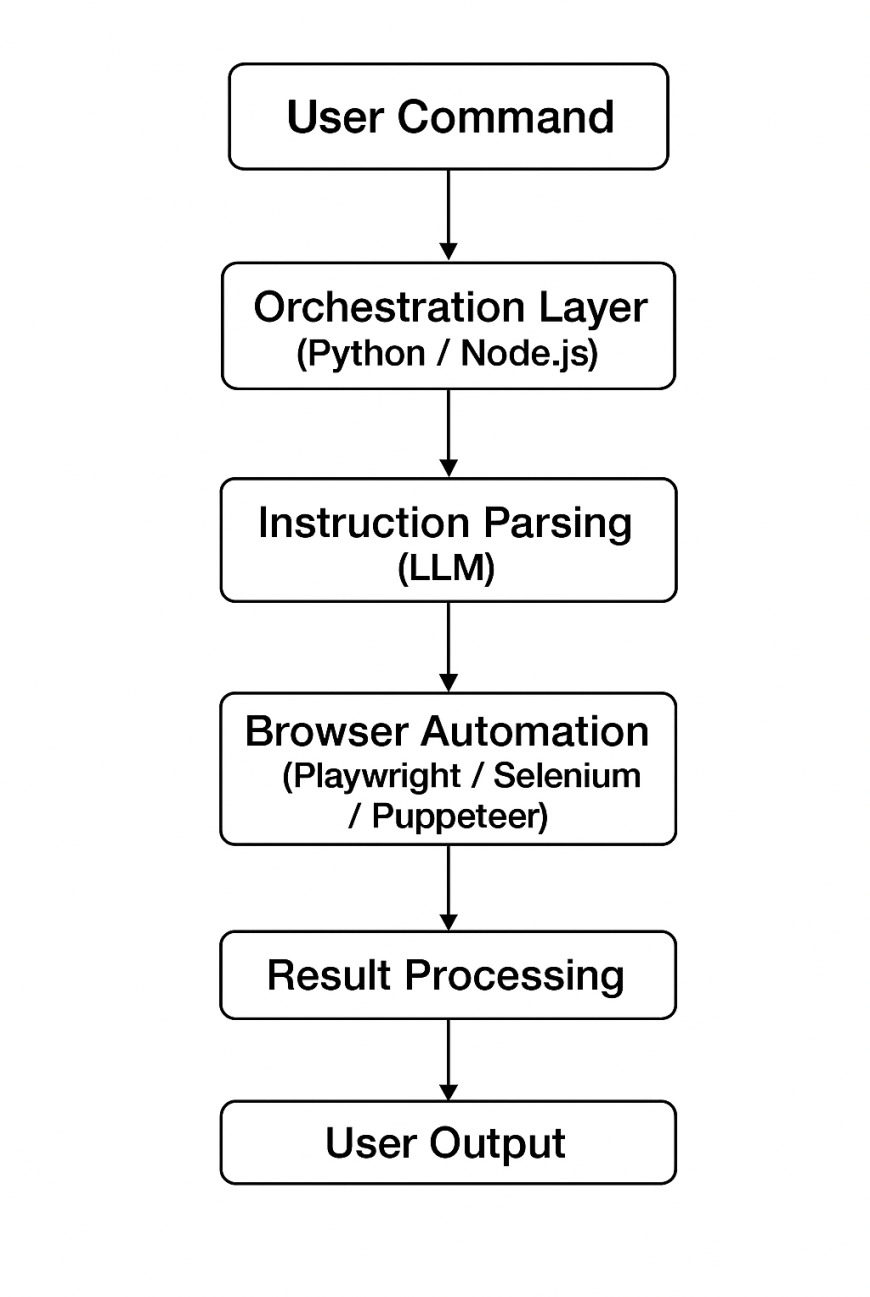 User Command
Orchestration Layer
(Python / Node.js)
Instruction Parsing
(LLM)
Browser Automation
(Playwright / Selenium
/ Puppeteer)
Result Processing
User Output